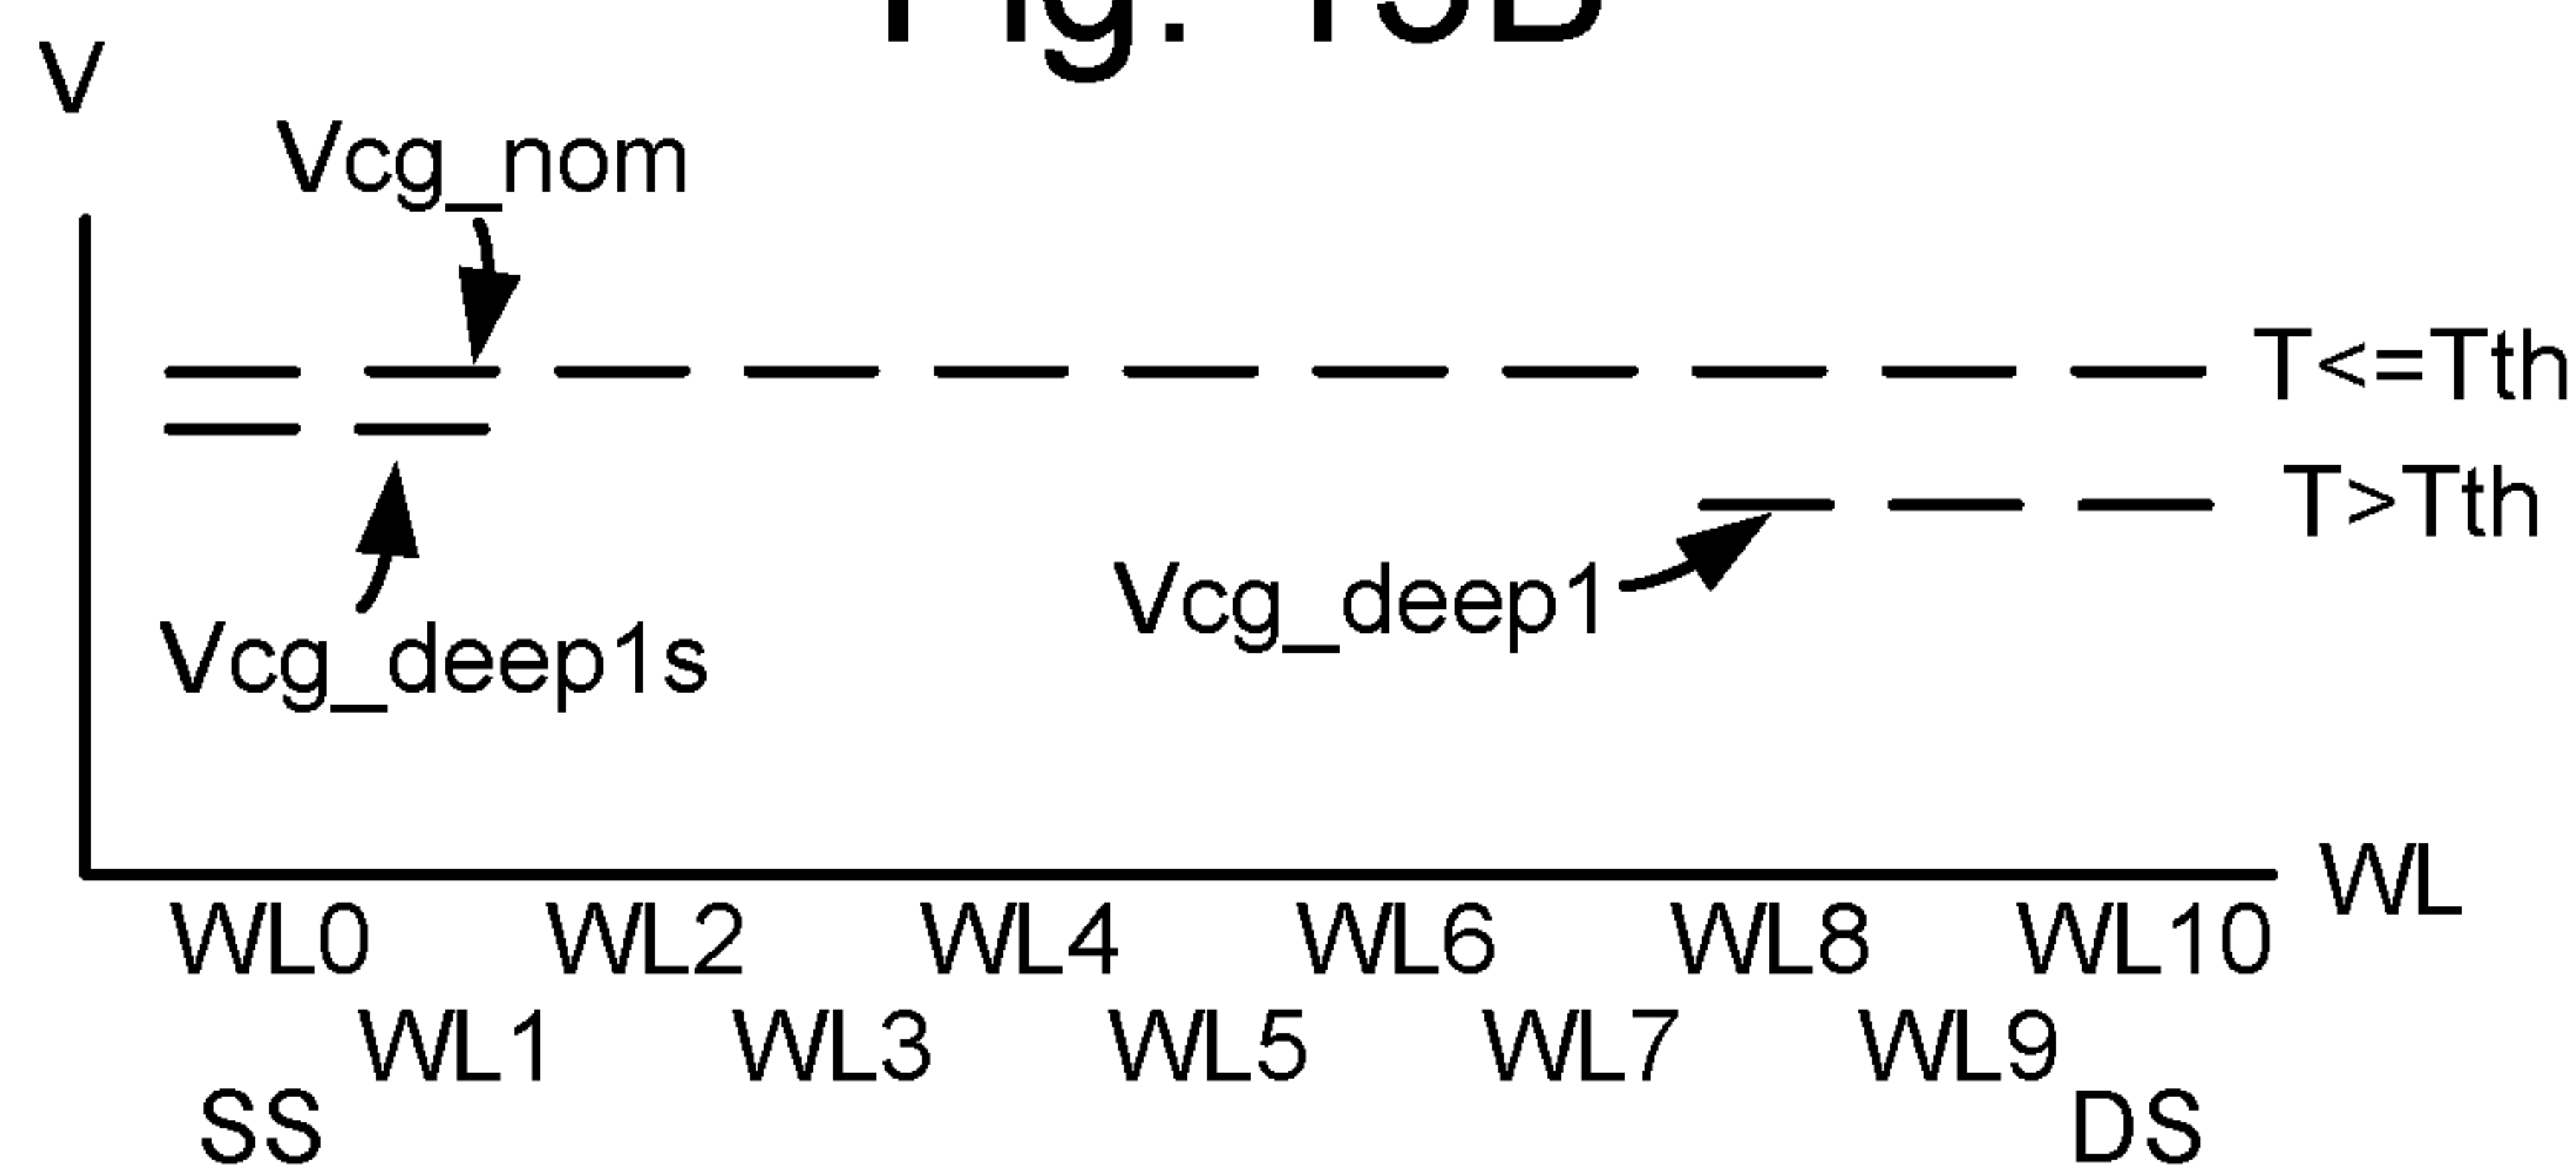 Fig.
V
Vcg_nom
T<=Tth
T>Tth
Vcg_deep1
Vcg_deep1s
WL
WL0 WL2 WL4 WL6 WL8 WL10
WL1 WL3 WL5 WL7 WL9
SS DS